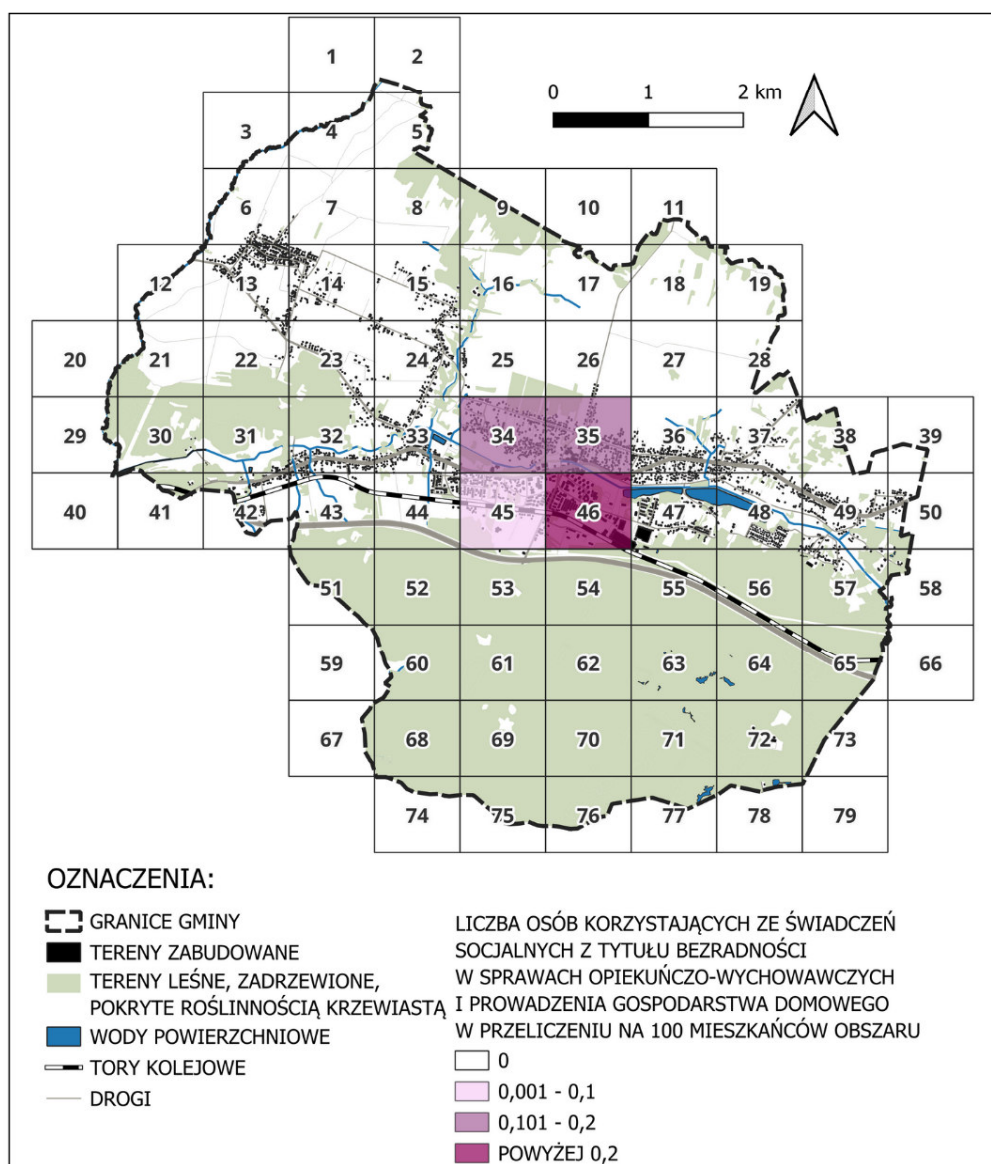 1 2
0 1 2 km
3 4 5
6 7 8 9 10 11
12 13 14 15 16 17 18 19
20 21 22 23 24 25 26 27 28
29 30 31 32 33 34 35 36 37 38 39
40 41 42 43 44 45 46 47 48 49 50
51 52 53 54 55 56 57 58
59 60 61 62 63 64 65 66
67 68 69 70 71 72 73
74 75 76 77 78 79
OZNACZENIA:
GRANICE GMINY
TERENY ZABUDOWANE
TERENY LEŚNE, ZADRZEWIONE,
POKRYTE ROŚLINNOŚCIĄ KRZEWIASTĄ
WODY POWIERZCHNIOWE
TORY KOLEJOWE
DROGI
LICZBA OSÓB KORZYSTAJĄCYCH ZE ŚWIADCZEŃ
SOCJALNYCH Z TYTUŁU BEZRADNOŚCI
W SPRAWACH OPIEKUŃCZO-WYCHOWAWCZYCH
I PROWADZENIA GOSPODARSTWA DOMOWEGO
W PRZELICZENIU NA 100 MIESZKAŃCÓW OBSZARU
0
0,001 - 0,1
0,101 - 0,2
POWYŻEJ 0,2